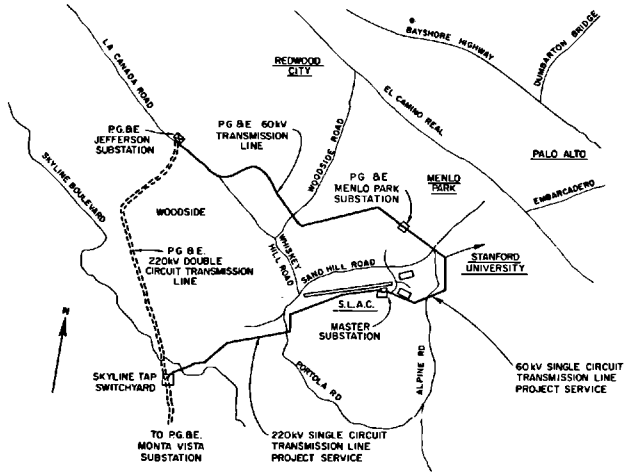 BAYSHORE HIGHWAY
DUMBARTON BRIDGE
LA CANADA ROAD
REDWOOD
CITY
EL CAMINO REAL
P.G.&E
JEFFERSON
SUBSTATION
P.G.&E 60kV
TRANSMISSION
LINE
WOODSIDE ROAD
PALO ALTO
SKYLINE BOULEVARD
PG &E
MENLO PARK
SUBSTATION
MENLO
PARK
EMBARCADERO
WOODSIDE
P.G & E.
220kV DOUBLE
CIRCUIT TRANSMISSION
LINE
WHISKEY
HILL ROAD
SAND HILL ROAD
STANFORD
UNIVERSITY
N
S.L.A.C.
MASTER
SUBSTATION
SKYLINE TAP
SWITCHYARD
PORTOLA RD
ALPINE RD
60kV SINGLE CIRCUIT
TRANSMISSION LINE
PROJECT SERVICE
TO P.G.&E.
MONTA VISTA
SUBSTATION
220kV SINGLE CIRCUIT
TRANSMISSION LINE
PROJECT SERVICE